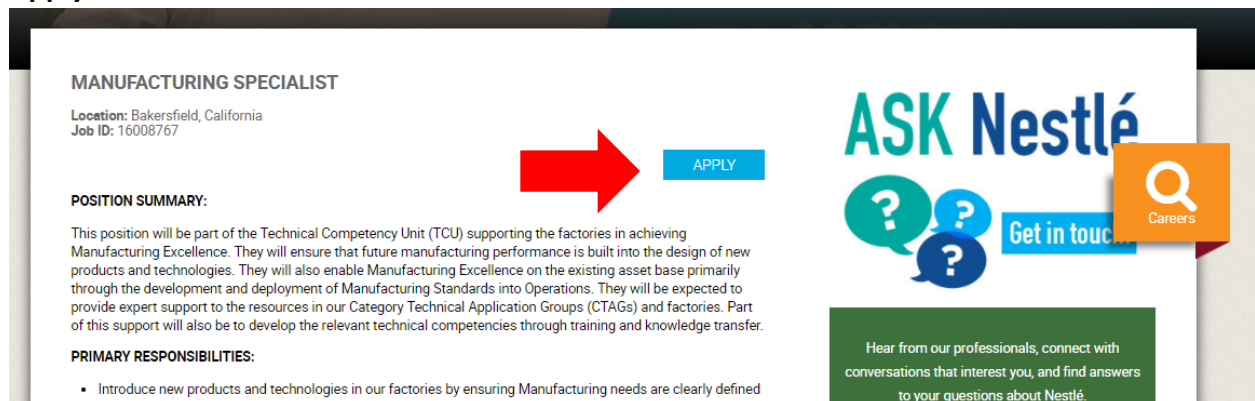 MANUFACTURING SPECIALIST
Location: Bakersfield, California
Job ID: 16008767
APPLY
POSITION SUMMARY:
This position will be part of the Technical Competency Unit (TCU) supporting the factories in achieving
Manufacturing Excellence. They will ensure that future manufacturing performance is built into the design of new
products and technologies. They will also enable Manufacturing Excellence on the existing asset base primarily
through the development and deployment of Manufacturing Standards into Operations. They will be expected to
provide expert support to the resources in our Category Technical Application Groups (CTAGs) and factories. Part
of this support will also be to develop the relevant technical competencies through training and knowledge transfer.
PRIMARY RESPONSIBILITIES:
• Introduce new products and technologies in our factories by ensuring Manufacturing needs are clearly defined
ASK Nestlé
? ? ?
Get in touc
Careers
Hear from our professionals, connect with
conversations that interest you, and find answers
to your questions about Nestlé.